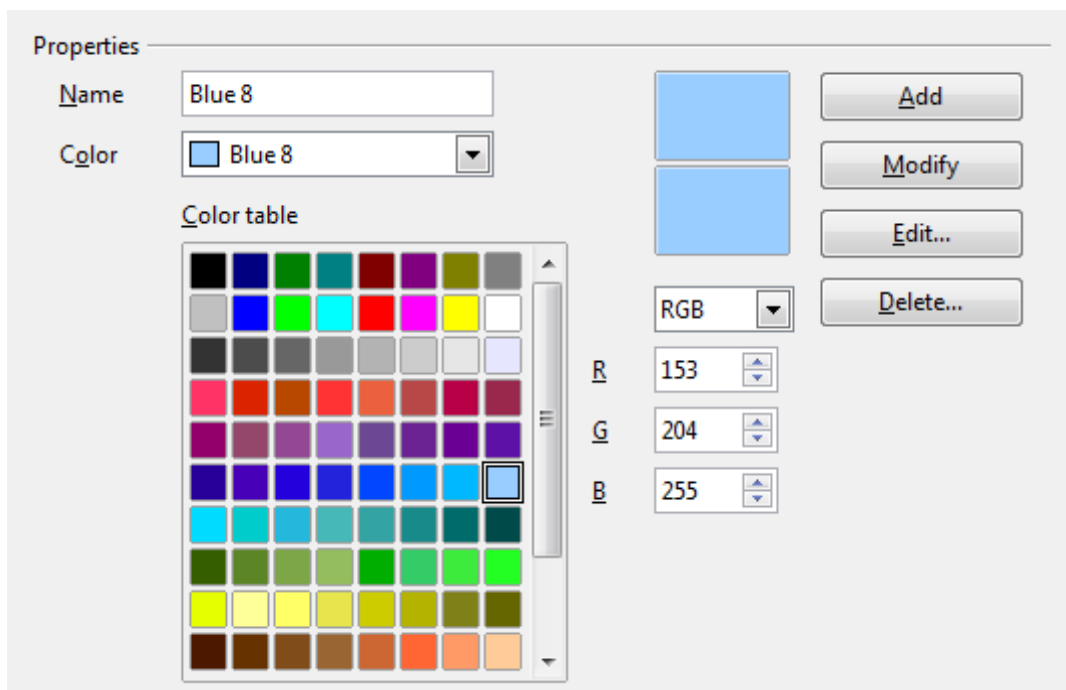 Properties
Name Blue 8 Add
Color Blue 8 Modify
Color table Edit...
RGB Delete...
R 153
G 204
B 255